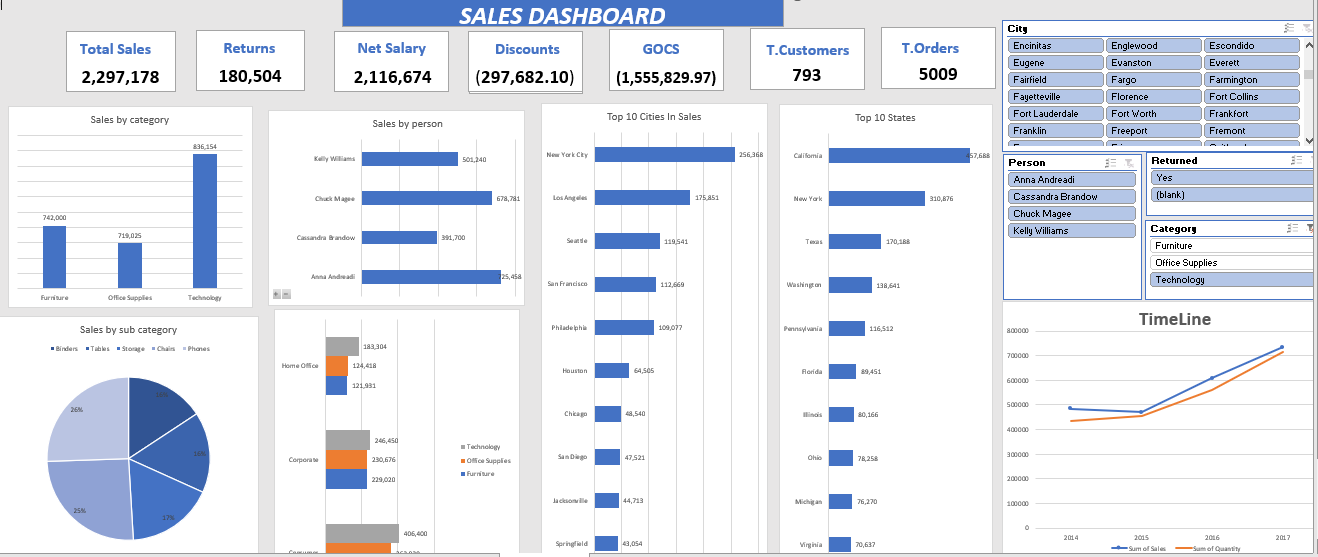 SALES DASHBOARD
Total Sales
2,297,178
Returns
180,504
Net Salary
2,116,674
Discounts
(297,682.10)
GOCS
(1,555,829.97)
T.Customers
793
T.Orders
5009
Sales by category
836,154
742,000
719,025
Furniture
Office Supplies
Technology
Sales by person
Kelly Williams
501,240
Chuck Magee
678,781
Cassandra Brandow
391,700
Anna Andreadi
25,458
Top 10 Cities In Sales
New York City
256,368
Los Angeles
175,851
Seattle
119,541
San Francisco
112,669
Philadelphia
109,077
Houston
64,505
Chicago
48,540
San Diego
47,521
Jacksonville
44,713
Springfield
43,054
Top 10 States
California
457,688
New York
310,876
Texas
170,188
Washington
138,641
Pennsylvania
116,512
Florida
89,451
Illinois
80,166
Ohio
78,258
Michigan
76,270
Virginia
70,637
City
Encinitas
Englewood
Escondido
Eugene
Evanston
Everett
Fairfield
Fargo
Farmington
Fayetteville
Florence
Fort Collins
Fort Lauderdale
Fort Worth
Frankfort
Franklin
Freeport
Fremont
Person
Anna Andreadi
Cassandra Brandow
Chuck Magee
Kelly Williams
Returned
Yes
(blank)
Category
Furniture
Office Supplies
Technology
Sales by sub category
Binders
Tables
Storage
Chairs
Phones
26%
25%
17%
Home Office
183,304
124,418
121,931
Corporate
246,450
230,676
229,020
406,400
Technology
Office Supplies
Furniture
TimeLine
800000
700000
600000
500000
400000
300000
200000
100000
0
2014
2015
2016
2017
Sum of Sales
Sum of Quantity